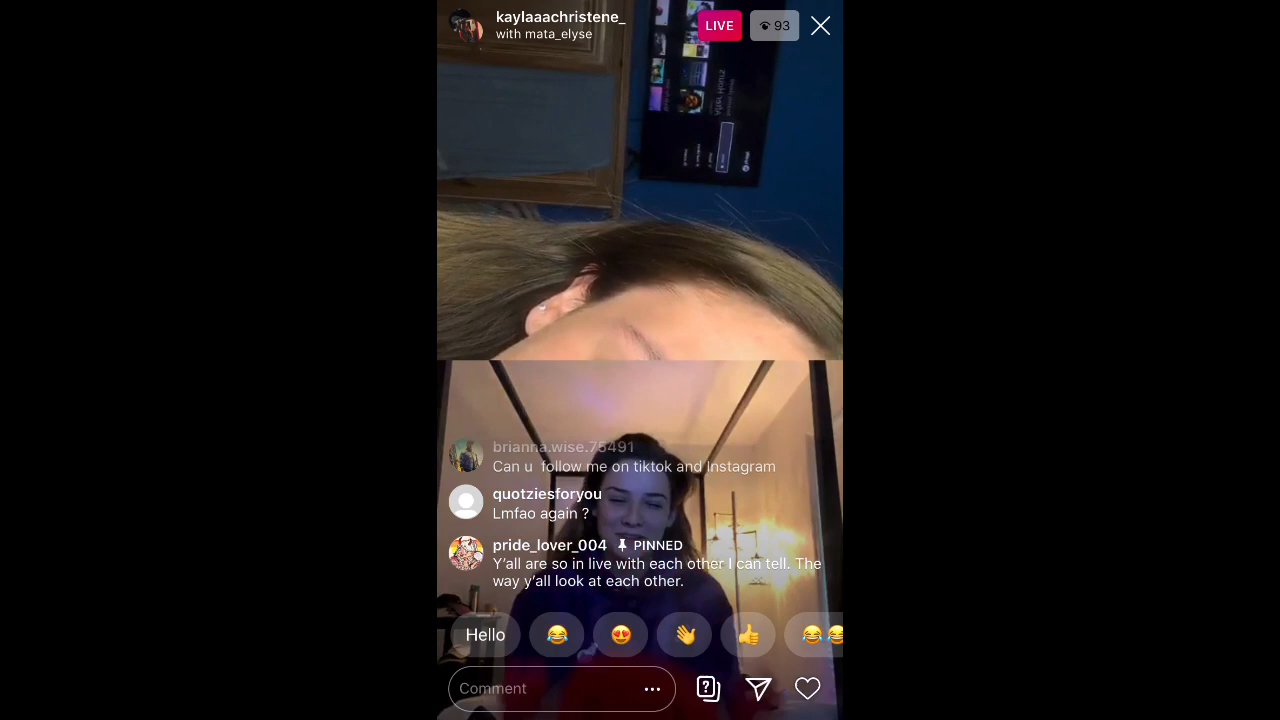 kaylaaachristene_
with mata_elyse
LIVE
93
brianna.wise.75491
Can u follow me on tiktok and Instagram
quotziesforyou
Lmfao again ?
pride_lover_004 PINNED
Y'all are so in live with each other I can tell. The
way y'all look at each other.
Hello
Comment